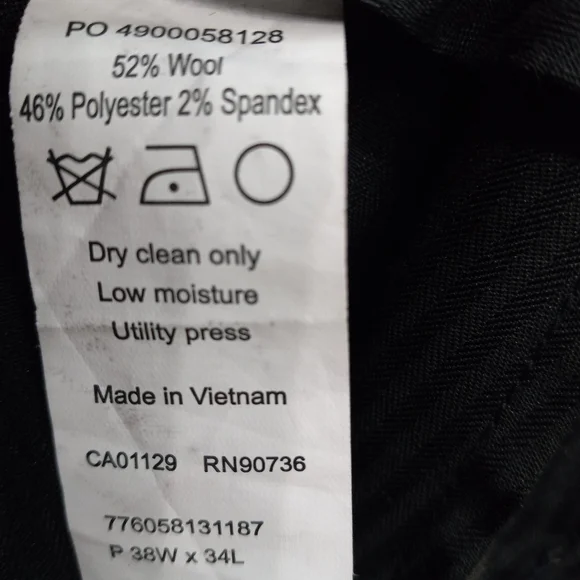 PO 4900058128
52% Wool
46% Polyester 2% Spandex
Dry clean only
Low moisture
Utility press
Made in Vietnam
CA01129 RN90736
776058131187
P 38W x 34L